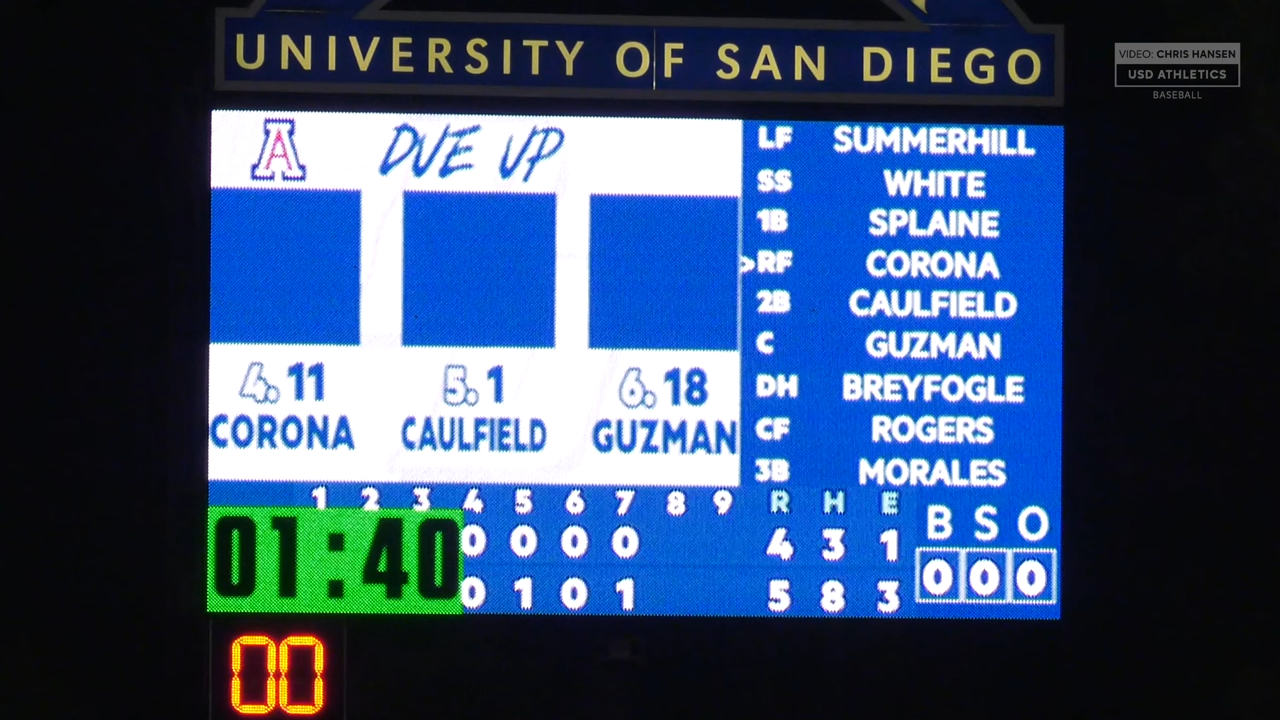 UNIVERSITY OF SAN DIEGO
VIDEO: CHRIS HANSEN
USD ATHLETICS
BASEBALL
A DUE UP
4. 11
CORONA
5. 1
CAULFIELD
6. 18
GUZMAN
LF SUMMERHILL
SS WHITE
1B SPLAINE
>RF CORONA
2B CAULFIELD
C GUZMAN
DH BREYFOGLE
CF ROGERS
3B MORALES
1 2 3 4 5 6 7 8 9 R H E
0 0 0 0 4 3 1
0 1 0 1 5 8 3
B S O
0 0 0
01:40
00